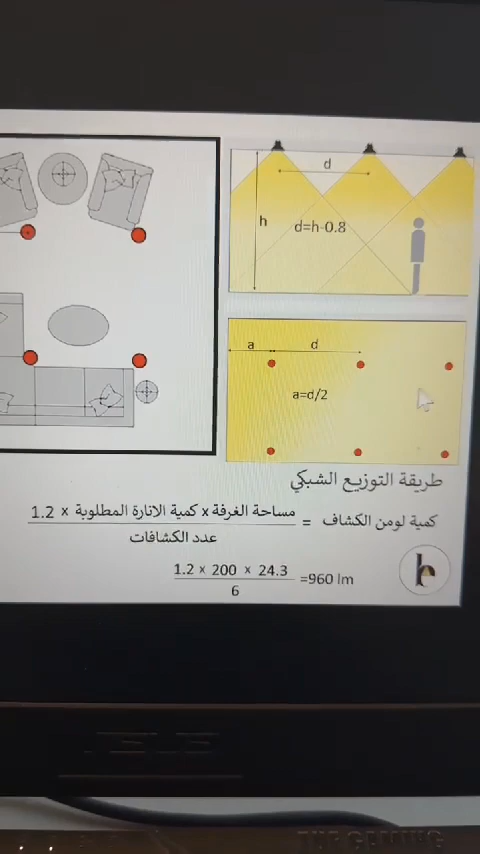 d
h
d=h-0.8
a
d
a=d/2
طريقة التوزيع الشبكي
كمية لومن الكشاف = مساحة الغرفة x كمية الانارة المطلوبة x 1.2
عدد الكشافات
1.2 x 200 x 24.3
6
=960 lm
h
ASUS